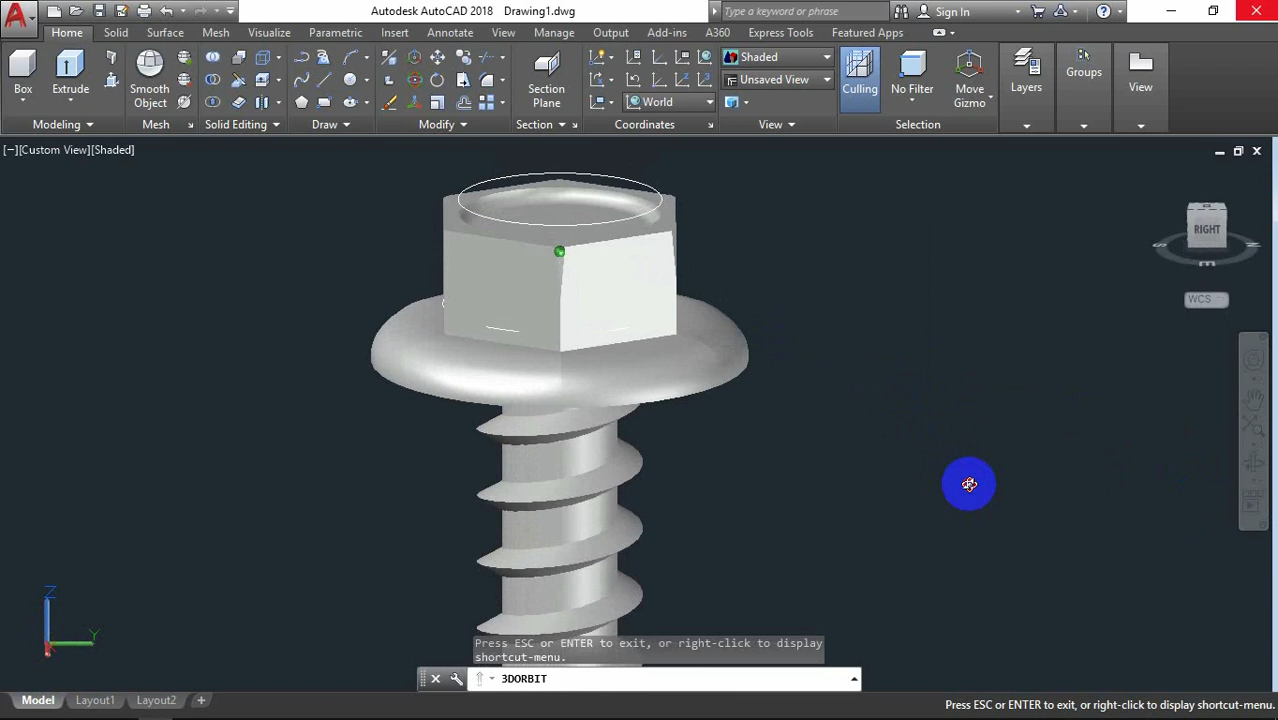 Autodesk AutoCAD 2018 Drawing1.dwg
Type a keyword or phrase
Sign In
Home Solid Surface Mesh Visualize Parametric Insert Annotate View Manage Output Add-ins A360 Express Tools Featured Apps
Box
Extrude
Smooth
Object
Section
Plane
World
Shaded
Unsaved View
Culling
No Filter
Move
Gizmo
Layers
Groups
View
Modeling Mesh Solid Editing Draw Modify Section Coordinates View Selection
[−][Custom View][Shaded]
RIGHT
S
N
E
WCS
Z
Y
Press ESC or ENTER to exit, or right-click to display
shortcut-menu.
3DORBIT
Model Layout1 Layout2 +
Press ESC or ENTER to exit, or right-click to display shortcut-menu.